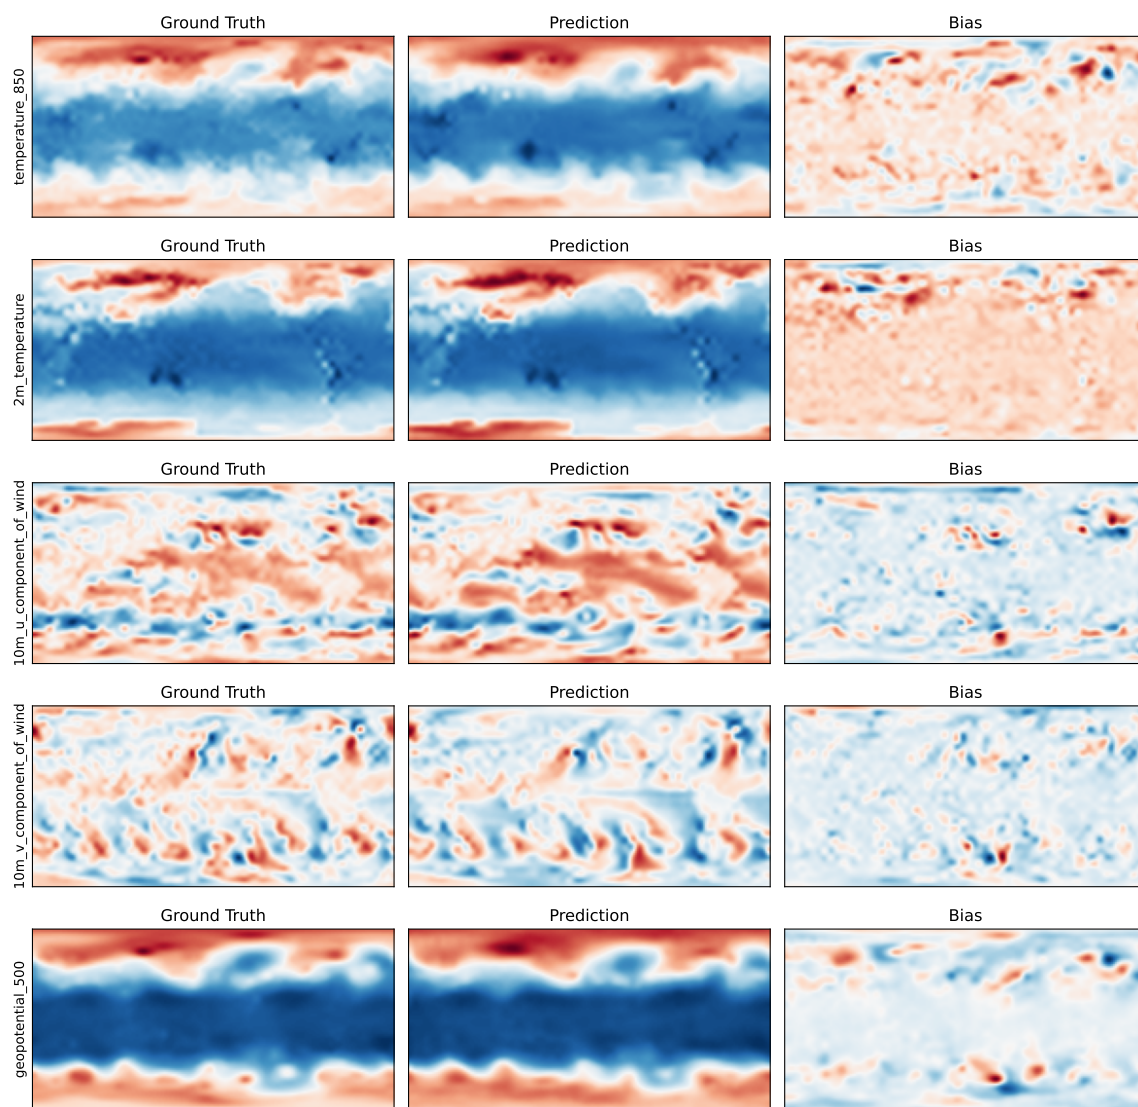 Ground Truth Prediction Bias
temperature_850
Ground Truth Prediction Bias
2m_temperature
Ground Truth Prediction Bias
10m_u_component_of_wind
Ground Truth Prediction Bias
10m_v_component_of_wind
Ground Truth Prediction Bias
geopotential_500